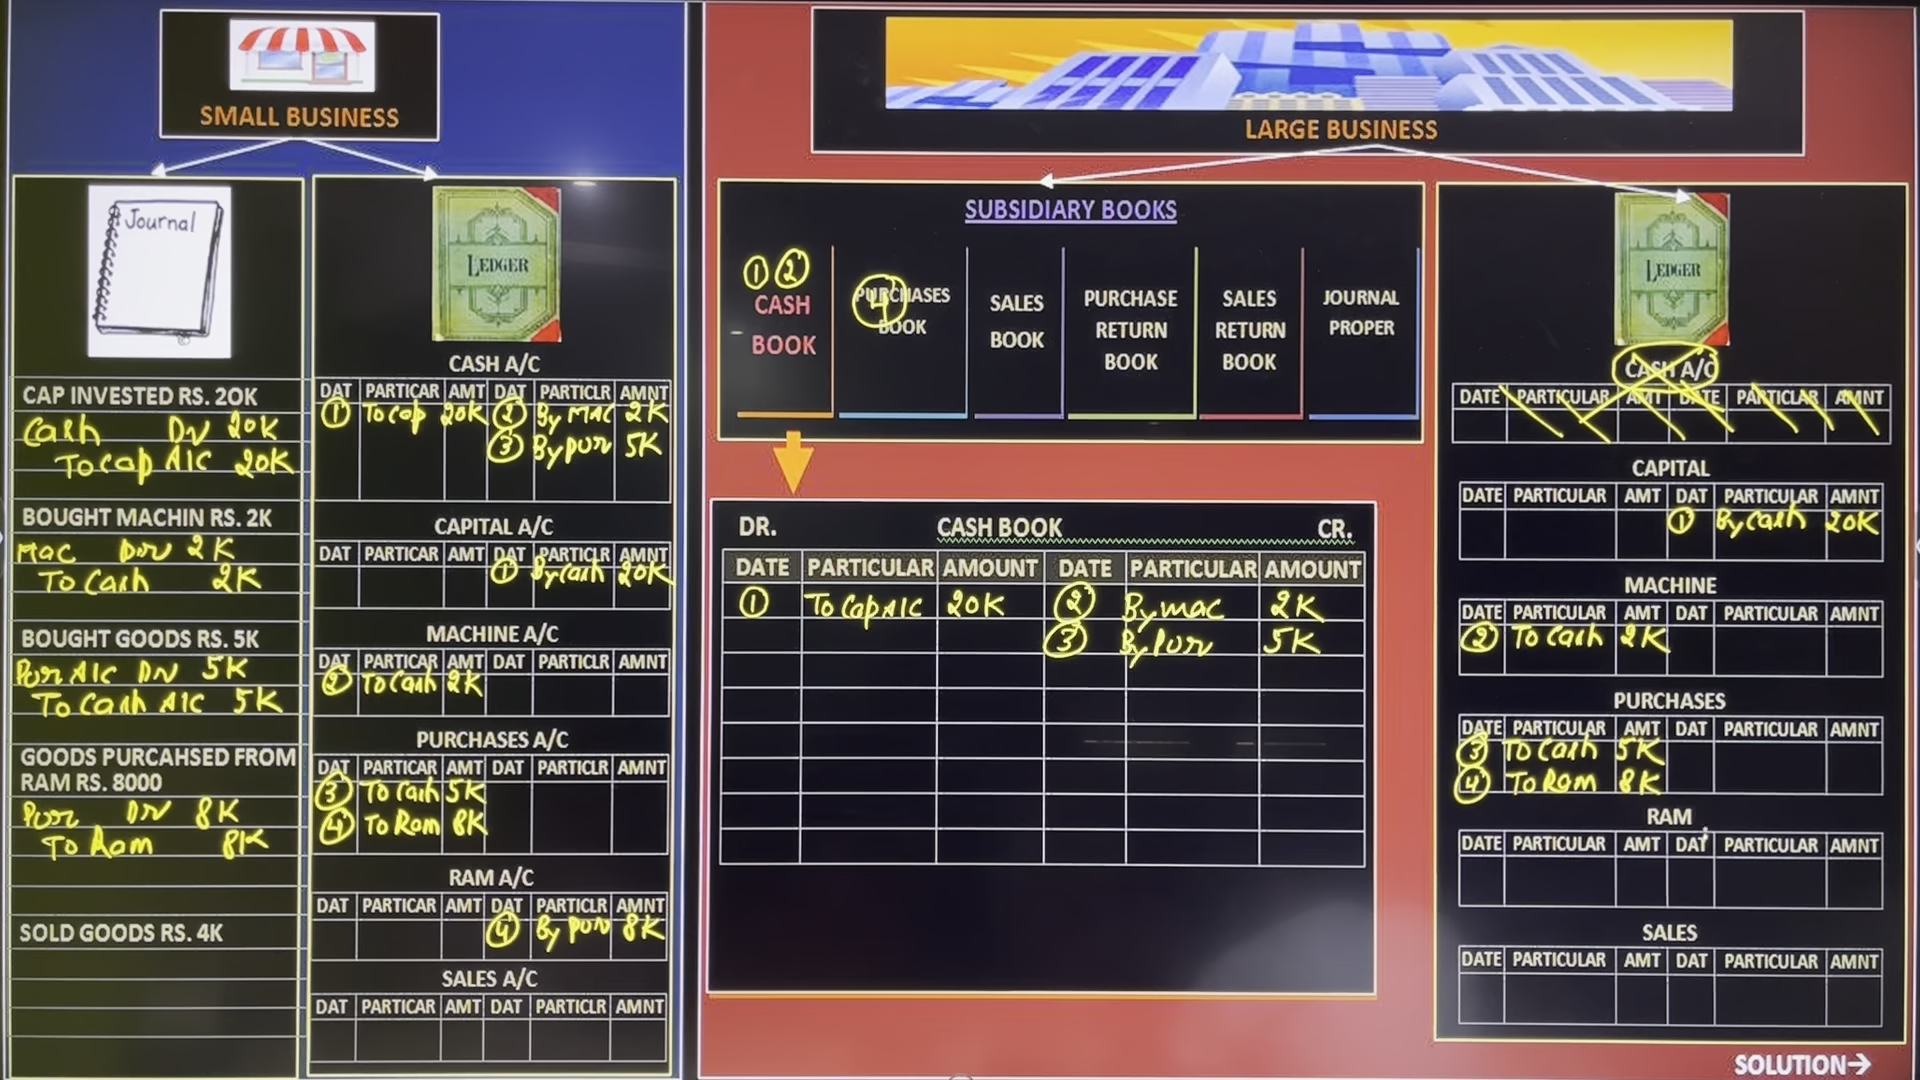 SMALL BUSINESS
Journal
CAP INVESTED RS. 20K
Cash Dr 20K
To Cap A/C 20K
BOUGHT MACHIN RS. 2K
Mac Dr 2K
To Cash 2K
BOUGHT GOODS RS. 5K
Pur A/C Dr 5K
To Cash A/C 5K
GOODS PURCAHSED FROM
RAM RS. 8000
Pur Dr 8K
To Ram 8K
SOLD GOODS RS. 4K
LEDGER
CASH A/C
DAT PARTICAR AMT DAT PARTICLR AMNT
① To Cap 20K ② By Mac 2K
③ By pur 5K
CAPITAL A/C
DAT PARTICAR AMT DAT PARTICLR AMNT
① By Cash 20K
MACHINE A/C
DAT PARTICAR AMT DAT PARTICLR AMNT
② To Cash 2K
PURCHASES A/C
DAT PARTICAR AMT DAT PARTICLR AMNT
③ To Cash 5K
④ To Ram 8K
RAM A/C
DAT PARTICAR AMT DAT PARTICLR AMNT
④ By pur 8K
SALES A/C
DAT PARTICAR AMT DAT PARTICLR AMNT
LARGE BUSINESS
SUBSIDIARY BOOKS
① ②
CASH
BOOK
④
PURCHASES
BOOK
SALES
BOOK
PURCHASE
RETURN
BOOK
SALES
RETURN
BOOK
JOURNAL
PROPER
DR. CASH BOOK CR.
DATE PARTICULAR AMOUNT DATE PARTICULAR AMOUNT
① To Cap A/C 20K ② By mac 2K
③ By Pur 5K
LEDGER
CASH A/C
DATE PARTICULAR AMT DATE PARTICULAR AMNT
CAPITAL
DATE PARTICULAR AMT DAT PARTICULAR AMNT
① By Cash 20K
MACHINE
DATE PARTICULAR AMT DAT PARTICULAR AMNT
② To Cash 2K
PURCHASES
DATE PARTICULAR AMT DAT PARTICULAR AMNT
③ To Cash 5K
④ To Ram 8K
RAM
DATE PARTICULAR AMT DAT PARTICULAR AMNT
SALES
DATE PARTICULAR AMT DAT PARTICULAR AMNT
SOLUTION→